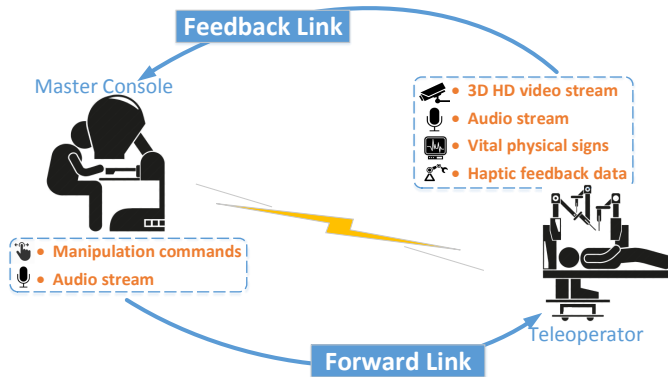 Feedback Link
Master Console
• 3D HD video stream
• Audio stream
• Vital physical signs
• Haptic feedback data
• Manipulation commands
• Audio stream
Teleoperator
Forward Link